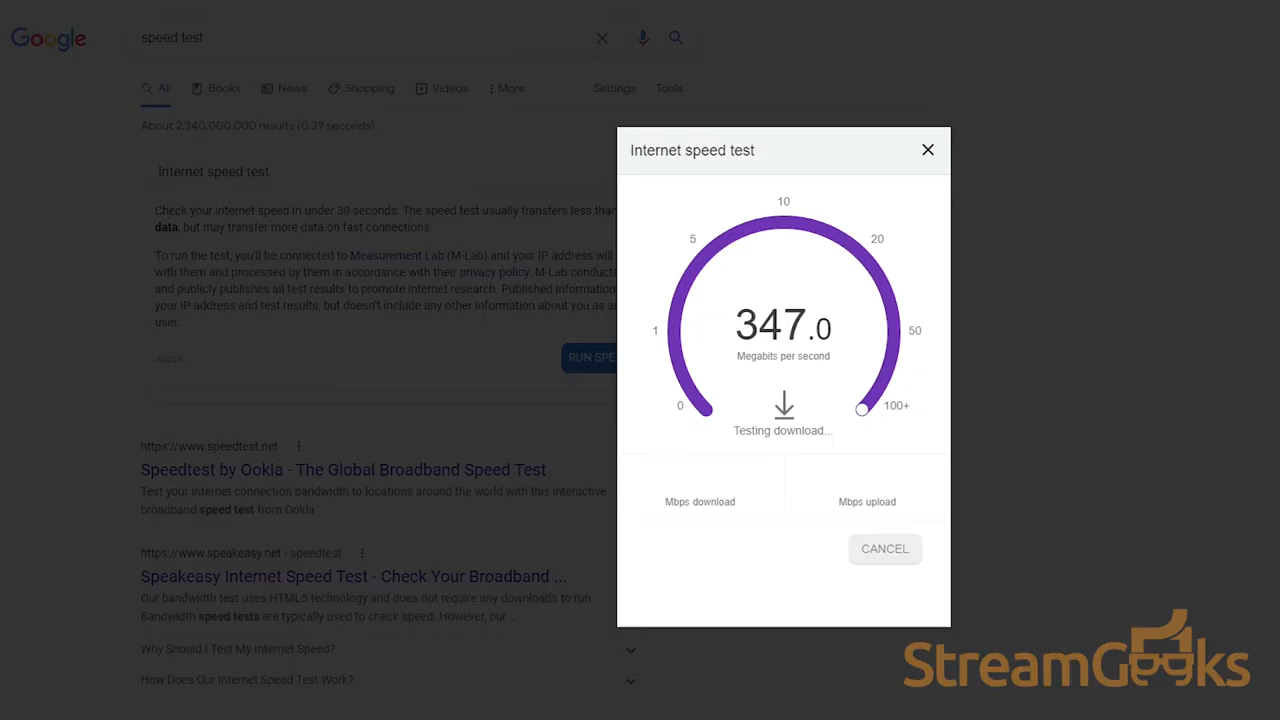 Google
speed test
All Books News Shopping Videos More Settings Tools
About 2,340,000,000 results (0.39 seconds)
Internet speed test
Check your internet speed in under 30 seconds. The speed test usually transfers less than
data, but may transfer more data on fast connections.
To run the test, you'll be connected to Measurement Lab (M-Lab) and your IP address will
with them and processed by them in accordance with their privacy policy. M-Lab conducts
and publicly publishes all test results to promote internet research. Published information
your IP address and test results, but doesn't include any other information about you as an
user.
About
RUN SPE
https://www.speedtest.net
Speedtest by Ookla - The Global Broadband Speed Test
Test your Internet connection bandwidth to locations around the world with this interactive
broadband speed test from Ookla.
https://www.speakeasy.net › speedtest
Speakeasy Internet Speed Test - Check Your Broadband ...
Our bandwidth test uses HTML5 technology and does not require any downloads to run.
Bandwidth speed tests are typically used to check speed. However, our ...
Why Should I Test My Internet Speed?
How Does Our Internet Speed Test Work?
Internet speed test
10
5 20
1 50
0 100+
347.0
Megabits per second
Testing download...
Mbps download Mbps upload
CANCEL
StreamGeeks